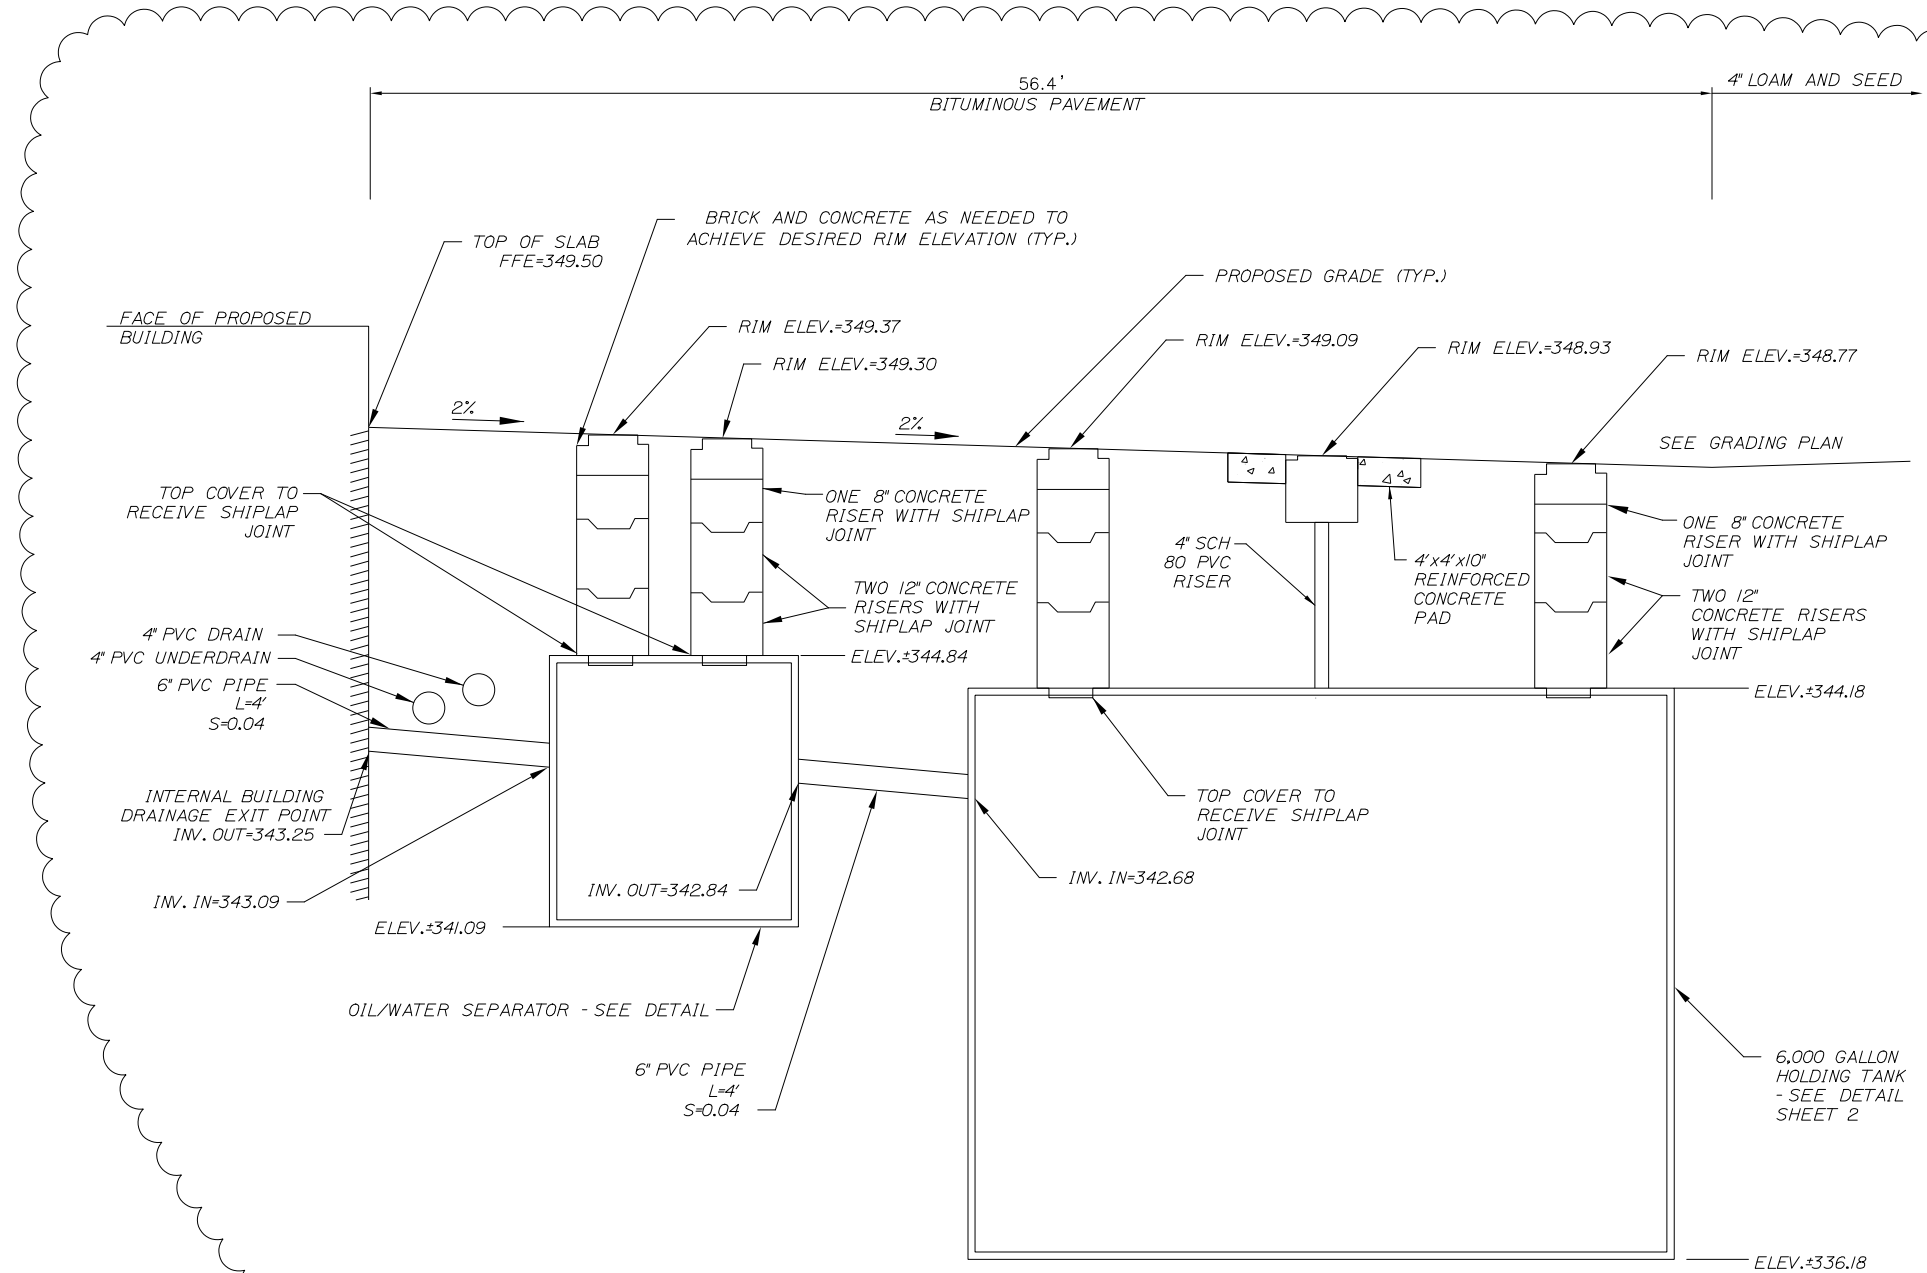 56.4'
BITUMINOUS PAVEMENT
4" LOAM AND SEED
BRICK AND CONCRETE AS NEEDED TO
ACHIEVE DESIRED RIM ELEVATION (TYP.)
TOP OF SLAB
FFE=349.50
PROPOSED GRADE (TYP.)
FACE OF PROPOSED
BUILDING
RIM ELEV.=349.37
RIM ELEV.=349.30
RIM ELEV.=349.09
RIM ELEV.=348.93
RIM ELEV.=348.77
2%
2%
SEE GRADING PLAN
TOP COVER TO
RECEIVE SHIPLAP
JOINT
ONE 8" CONCRETE
RISER WITH SHIPLAP
JOINT
4" SCH
80 PVC
RISER
4'x4'x10"
REINFORCED
CONCRETE
PAD
ONE 8" CONCRETE
RISER WITH SHIPLAP
JOINT
TWO 12" CONCRETE
RISERS WITH
SHIPLAP JOINT
TWO 12"
CONCRETE RISERS
WITH SHIPLAP
JOINT
4" PVC DRAIN
4" PVC UNDERDRAIN
6" PVC PIPE
L=4'
S=0.04
ELEV.±344.84
ELEV.±344.18
INTERNAL BUILDING
DRAINAGE EXIT POINT
INV. OUT=343.25
TOP COVER TO
RECEIVE SHIPLAP
JOINT
INV. IN=343.09
INV. OUT=342.84
INV. IN=342.68
ELEV.±341.09
OIL/WATER SEPARATOR - SEE DETAIL
6" PVC PIPE
L=4'
S=0.04
6,000 GALLON
HOLDING TANK
- SEE DETAIL
SHEET 2
ELEV.±336.18